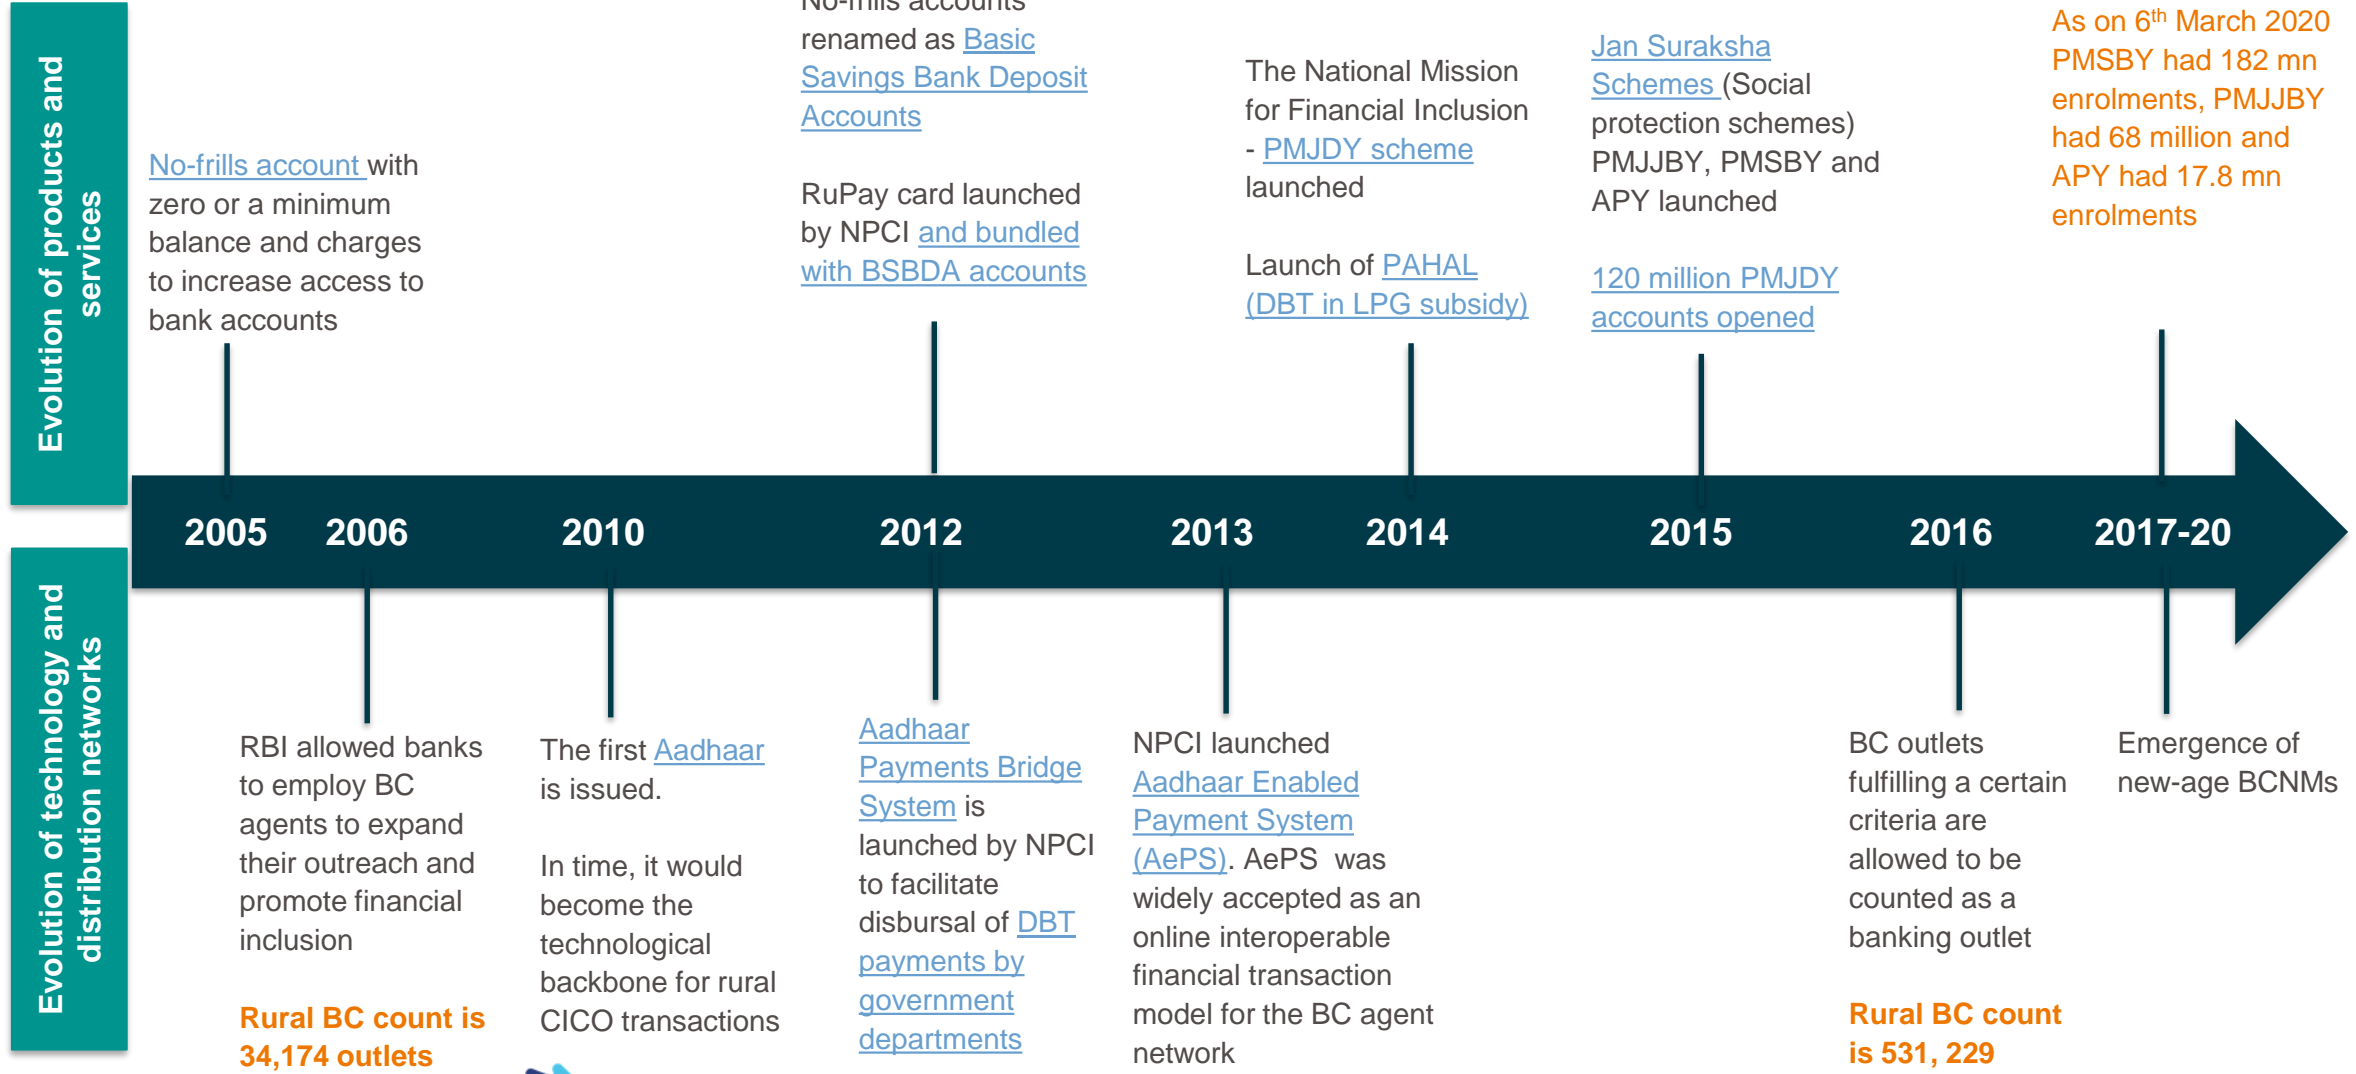 Evolution of products and
services
No-frills account with
zero or a minimum
balance and charges
to increase access to
bank accounts
No-frills accounts
renamed as Basic
Savings Bank Deposit
Accounts
RuPay card launched
by NPCI and bundled
with BSBDA accounts
The National Mission
for Financial Inclusion
- PMJDY scheme
launched
Launch of PAHAL
(DBT in LPG subsidy)
Jan Suraksha
Schemes (Social
protection schemes)
PMJJBY, PMSBY and
APY launched
120 million PMJDY
accounts opened
As on 6th March 2020
PMSBY had 182 mn
enrolments, PMJJBY
had 68 million and
APY had 17.8 mn
enrolments
2005 2006 2010 2012 2013 2014 2015 2016 2017-20
Evolution of technology and
distribution networks
RBI allowed banks
to employ BC
agents to expand
their outreach and
promote financial
inclusion
Rural BC count is
34,174 outlets
The first Aadhaar
is issued.
In time, it would
become the
technological
backbone for rural
CICO transactions
Aadhaar
Payments Bridge
System is
launched by NPCI
to facilitate
disbursal of DBT
payments by
government
departments
NPCI launched
Aadhaar Enabled
Payment System
(AePS). AePS was
widely accepted as an
online interoperable
financial transaction
model for the BC agent
network
BC outlets
fulfilling a certain
criteria are
allowed to be
counted as a
banking outlet
Rural BC count
is 531, 229
Emergence of
new-age BCNMs